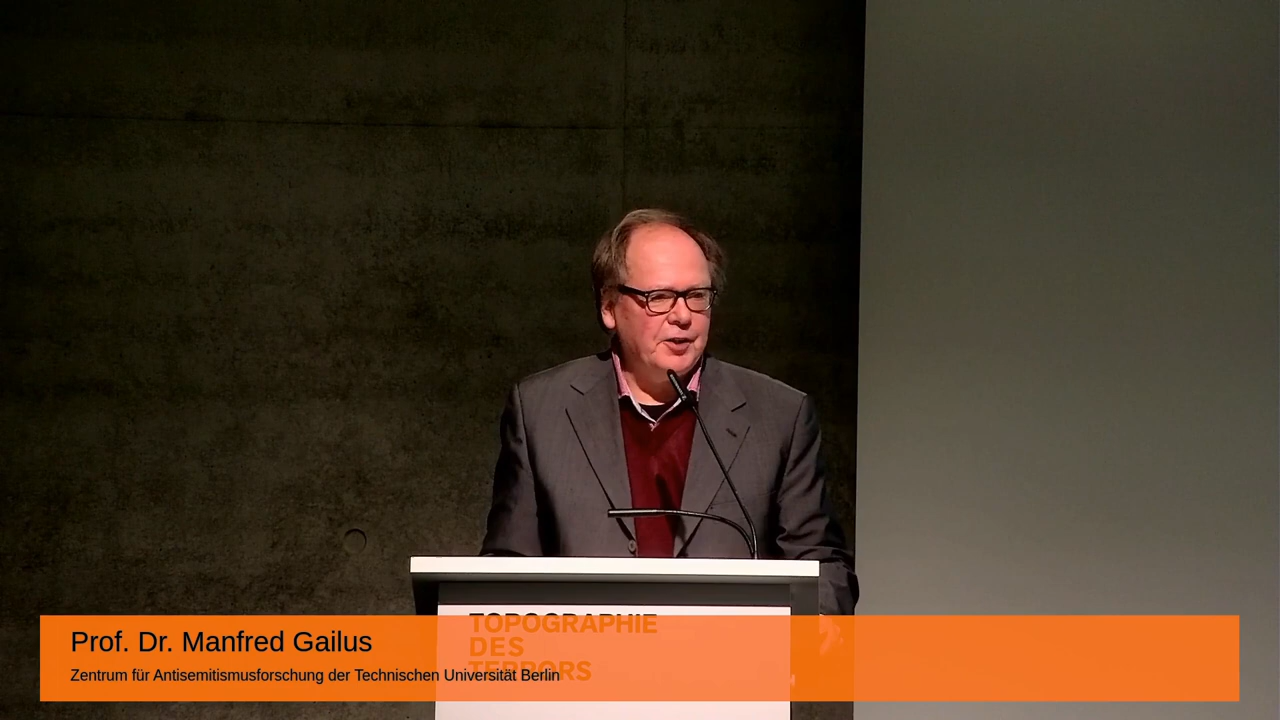 TOPOGRAPHIE
DES
TERRORS
Prof. Dr. Manfred Gailus
Zentrum für Antisemitismusforschung der Technischen Universität Berlin